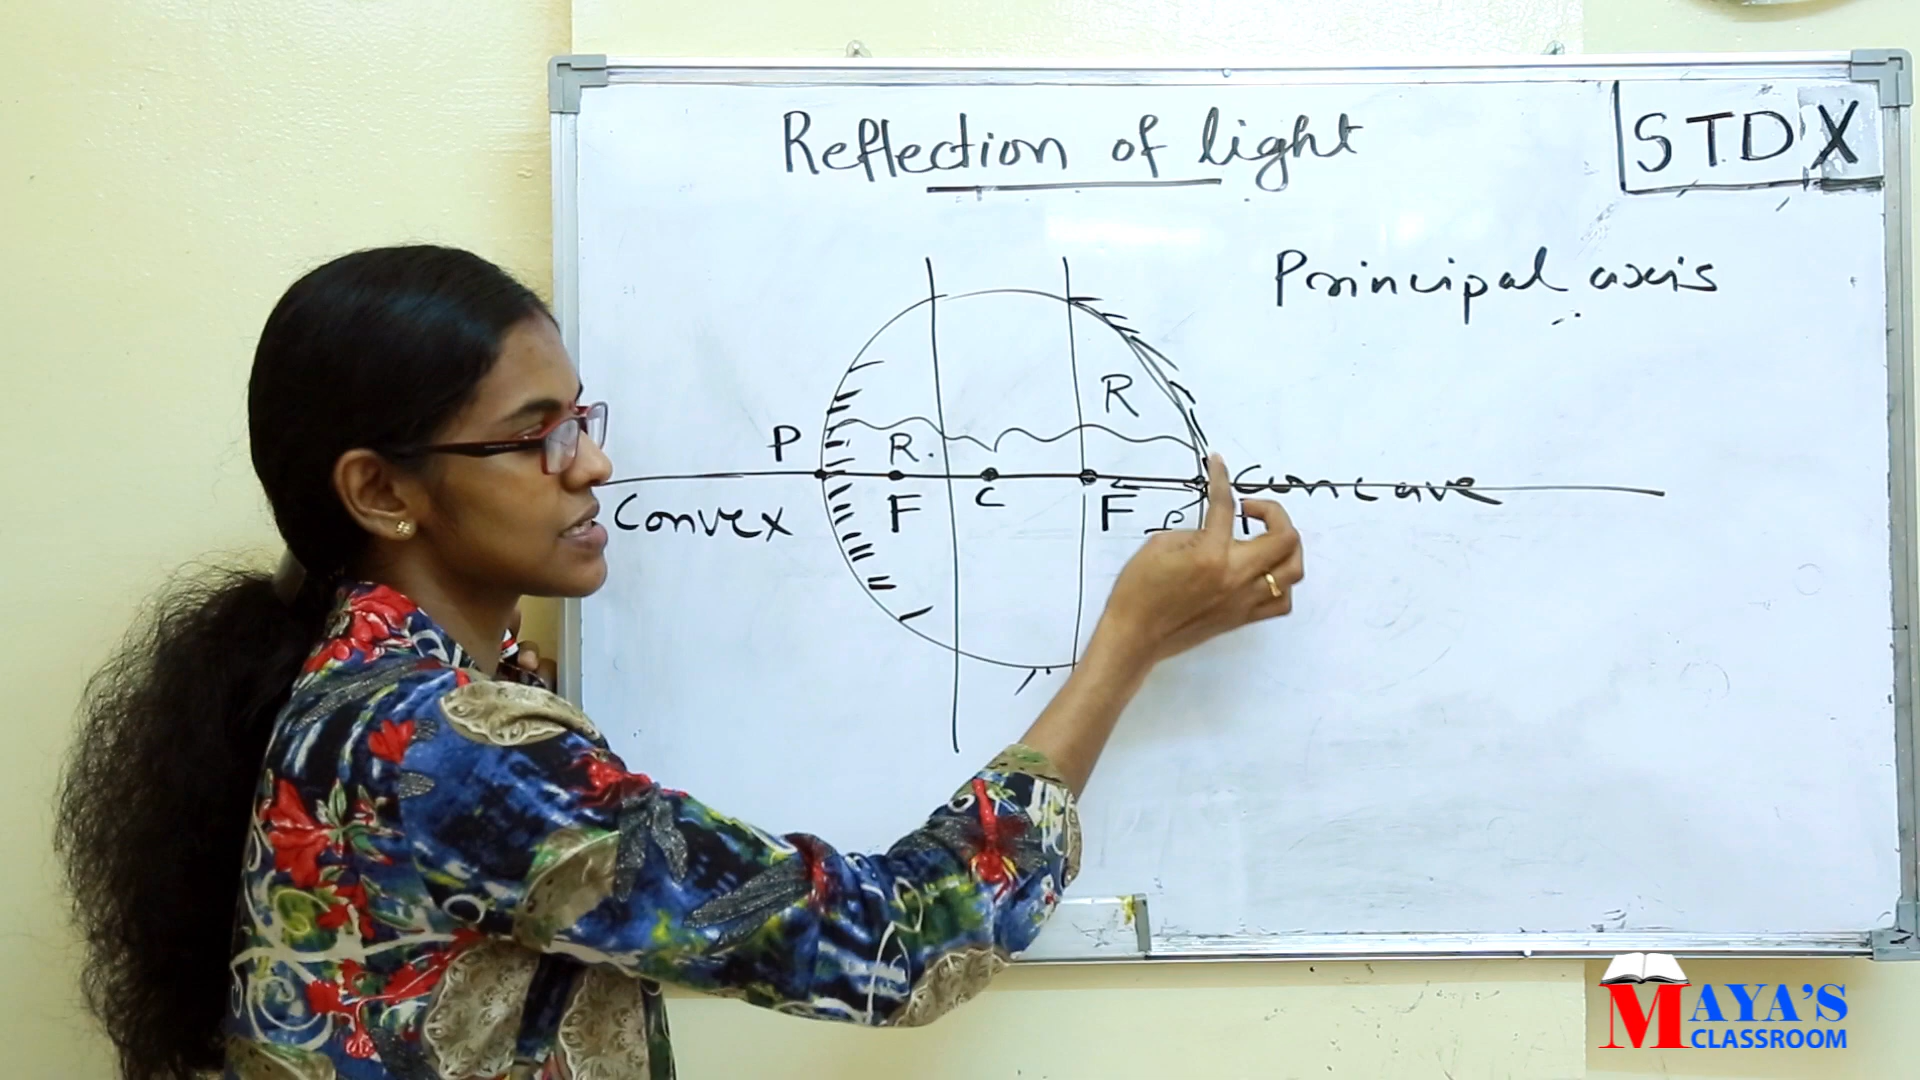 Reflection of light
STD X
Principal axis
R
P
R.
Concave
Convex
F
C
F
P
MAYA'S
CLASSROOM